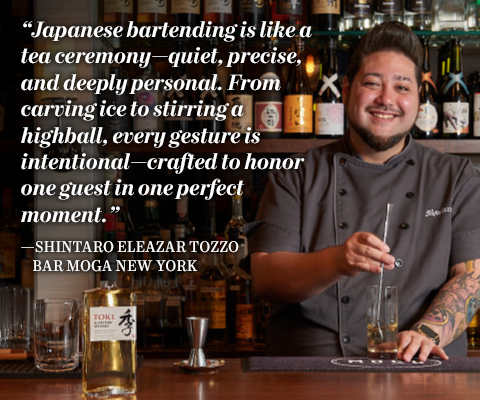 “Japanese bartending is like a
tea ceremony—quiet, precise,
and deeply personal. From
carving ice to stirring a
highball, every gesture is
intentional—crafted to honor
one guest in one perfect
moment.”
—SHINTARO ELEAZAR TOZZO
BAR MOGA NEW YORK
TOKI
季